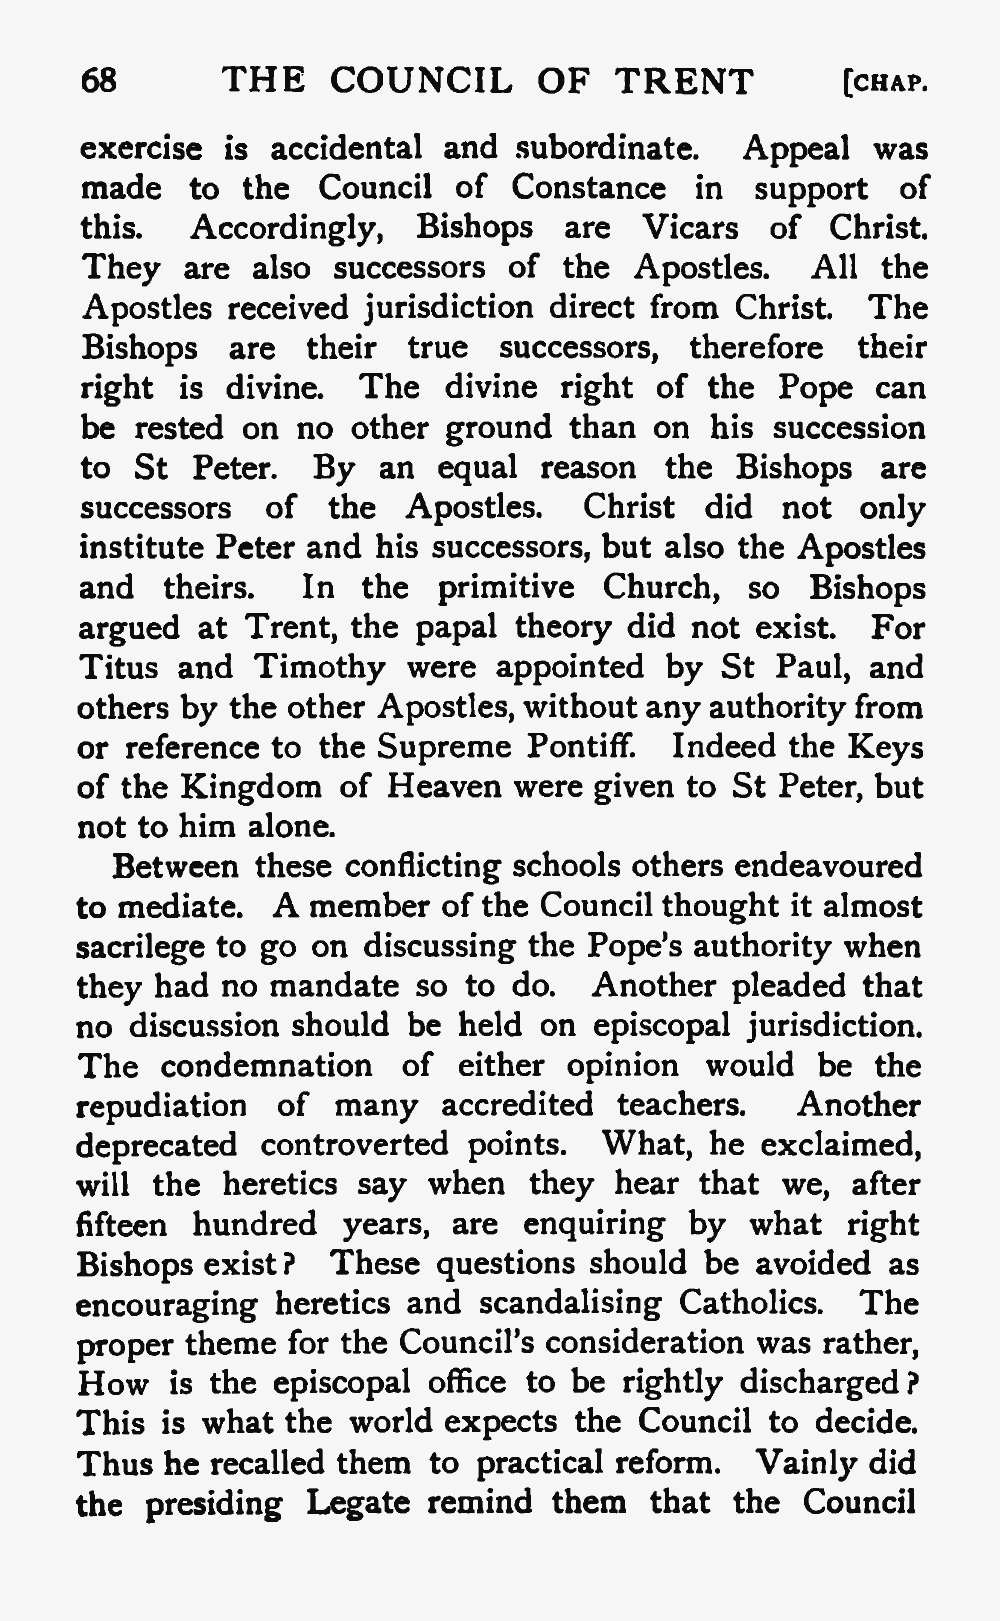 68 THE COUNCIL OF TRENT [CHAP.
exercise is accidental and subordinate. Appeal was
made to the Council of Constance in support of
this. Accordingly, Bishops are Vicars of Christ.
They are also successors of the Apostles. All the
Apostles received jurisdiction direct from Christ. The
Bishops are their true successors, therefore their
right is divine. The divine right of the Pope can
be rested on no other ground than on his succession
to St Peter. By an equal reason the Bishops are
successors of the Apostles. Christ did not only
institute Peter and his successors, but also the Apostles
and theirs. In the primitive Church, so Bishops
argued at Trent, the papal theory did not exist. For
Titus and Timothy were appointed by St Paul, and
others by the other Apostles, without any authority from
or reference to the Supreme Pontiff. Indeed the Keys
of the Kingdom of Heaven were given to St Peter, but
not to him alone.
Between these conflicting schools others endeavoured
to mediate. A member of the Council thought it almost
sacrilege to go on discussing the Pope's authority when
they had no mandate so to do. Another pleaded that
no discussion should be held on episcopal jurisdiction.
The condemnation of either opinion would be the
repudiation of many accredited teachers. Another
deprecated controverted points. What, he exclaimed,
will the heretics say when they hear that we, after
fifteen hundred years, are enquiring by what right
Bishops exist? These questions should be avoided as
encouraging heretics and scandalising Catholics. The
proper theme for the Council's consideration was rather,
How is the episcopal office to be rightly discharged?
This is what the world expects the Council to decide.
Thus he recalled them to practical reform. Vainly did
the presiding Legate remind them that the Council